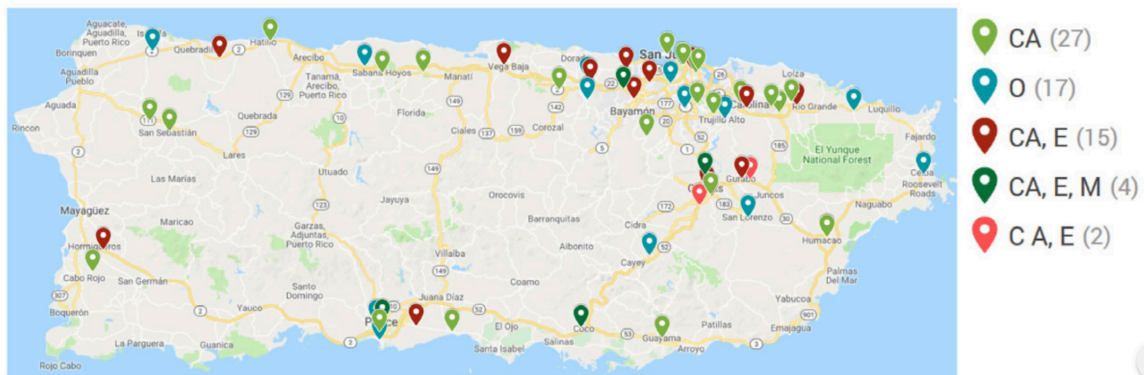 Aguacate,
Aguadilla,
Puerto Rico
Borinquen
Aguadilla
Pueblo
Quebradillas
Hatillo
Arecibo
Tanamá,
Arecibo,
Puerto Rico
Sabana Hoyos
Manatí
Vega Baja
San Ju
Bayamón
Carolina
Trujillo Alto
Loíza
Rio Grande
Luquillo
Fajardo
Ceiba
Roosevelt
Roads
El Yunque
National Forest
Aguada
Rincon
San Sebastián
Quebrada
Lares
Florida
Ciales
Corozal
Utuado
Las Marías
Jayuya
Orocovis
Barranquitas
Cidra
Gurabo
Juncos
San Lorenzo
Naguabo
Mayagüez
Maricao
Garzas,
Adjuntas,
Puerto Rico
Villalba
Aibonito
Cayey
Humacao
Hormigueros
Cabo Rojo
San Germán
Palmas
Del Mar
Yabucoa
Emajagua
Boquerón
La Parguera
Guanica
Yauco
Santo
Domingo
Juana Díaz
Coamo
El Ojo
Santa Isabel
Coco
Salinas
Guayama
Patillas
Arroyo
Rojo Cabo
CA (27)
O (17)
CA, E (15)
CA, E, M (4)
C A, E (2)